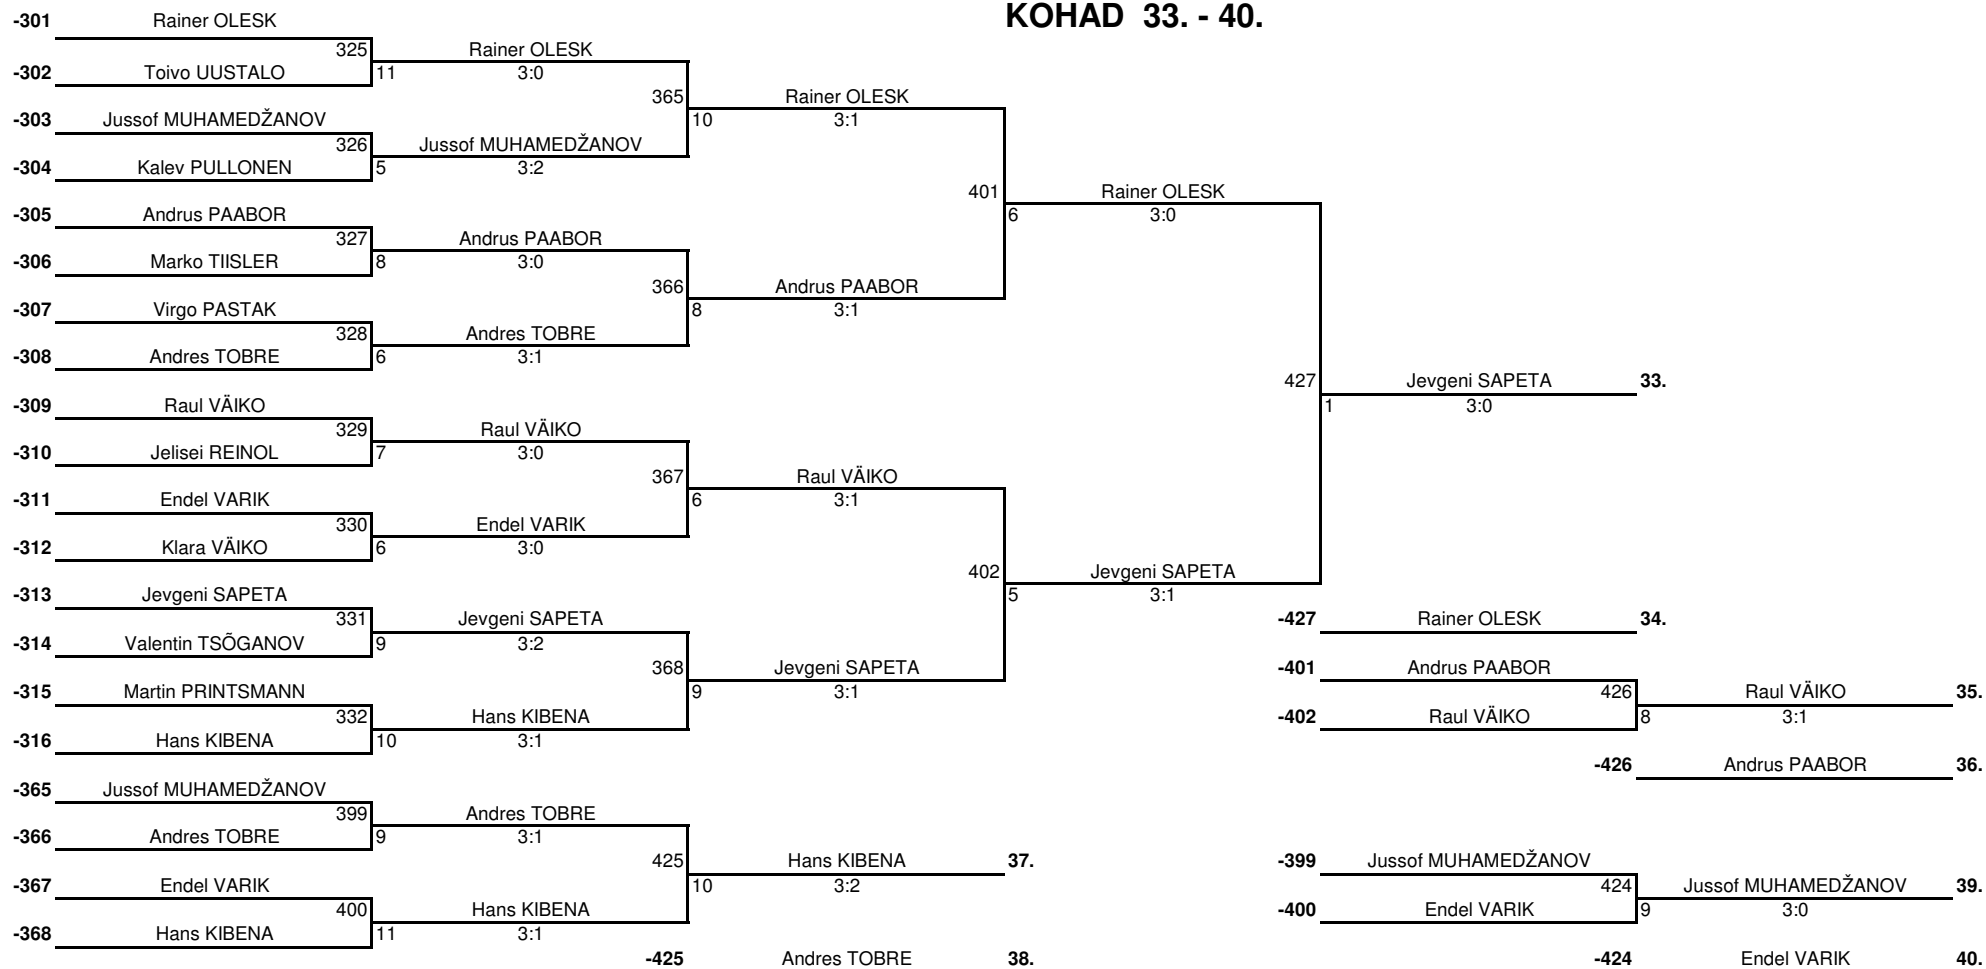 KOHAD 33. - 40.
-301 Rainer OLESK
325 Rainer OLESK
-302 Toivo UUSTALO 11 3:0
365 Rainer OLESK
-303 Jussof MUHAMEDŽANOV 10 3:1
326 Jussof MUHAMEDŽANOV
-304 Kalev PULLONEN 5 3:2
401 Rainer OLESK
-305 Andrus PAABOR 6 3:0
327 Andrus PAABOR
-306 Marko TIISLER 8 3:0
366 Andrus PAABOR
-307 Virgo PASTAK 8 3:1
328 Andres TOBRE
-308 Andres TOBRE 6 3:1
427 Jevgeni SAPETA 33.
-309 Raul VÄIKO 1 3:0
329 Raul VÄIKO
-310 Jelisei REINOL 7 3:0
367 Raul VÄIKO
-311 Endel VARIK 6 3:1
330 Endel VARIK
-312 Klara VÄIKO 6 3:0
402 Jevgeni SAPETA
-313 Jevgeni SAPETA 5 3:1
331 Jevgeni SAPETA -427 Rainer OLESK 34.
-314 Valentin TSÕGANOV 9 3:2
368 Jevgeni SAPETA -401 Andrus PAABOR
-315 Martin PRINTSMANN 9 3:1 426 Raul VÄIKO 35.
332 Hans KIBENA -402 Raul VÄIKO 8 3:1
-316 Hans KIBENA 10 3:1
-426 Andrus PAABOR 36.
-365 Jussof MUHAMEDŽANOV
399 Andres TOBRE
-366 Andres TOBRE 9 3:1
425 Hans KIBENA 37. -399 Jussof MUHAMEDŽANOV
-367 Endel VARIK 10 3:2 424 Jussof MUHAMEDŽANOV 39.
400 Hans KIBENA -400 Endel VARIK 9 3:0
-368 Hans KIBENA 11 3:1
-425 Andres TOBRE 38. -424 Endel VARIK 40.